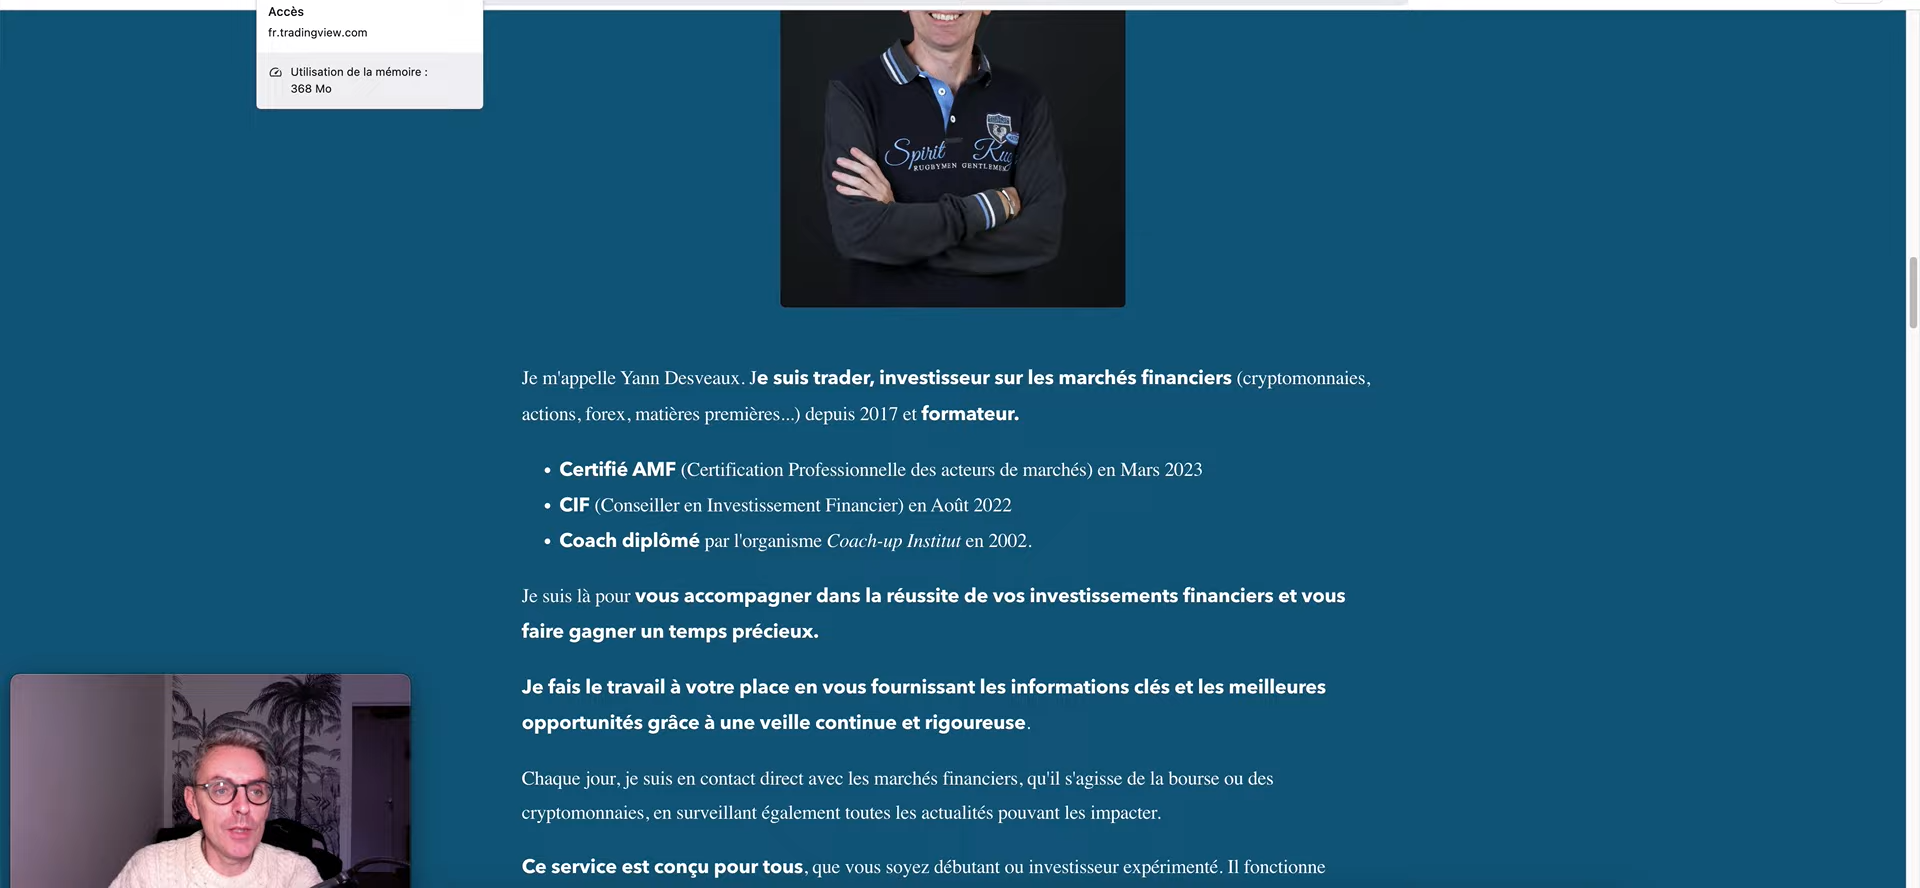 Accès
fr.tradingview.com
Utilisation de la mémoire :
368 Mo
Spirit
RUGBYMEN GENTLEMEN
Je m'appelle Yann Desveaux. Je suis trader, investisseur sur les marchés financiers (cryptomonnaies,
actions, forex, matières premières...) depuis 2017 et formateur.
• Certifié AMF (Certification Professionnelle des acteurs de marchés) en Mars 2023
• CIF (Conseiller en Investissement Financier) en Août 2022
• Coach diplômé par l'organisme Coach-up Institut en 2002.
Je suis là pour vous accompagner dans la réussite de vos investissements financiers et vous
faire gagner un temps précieux.
Je fais le travail à votre place en vous fournissant les informations clés et les meilleures
opportunités grâce à une veille continue et rigoureuse.
Chaque jour, je suis en contact direct avec les marchés financiers, qu'il s'agisse de la bourse ou des
cryptomonnaies, en surveillant également toutes les actualités pouvant les impacter.
Ce service est conçu pour tous, que vous soyez débutant ou investisseur expérimenté. Il fonctionne